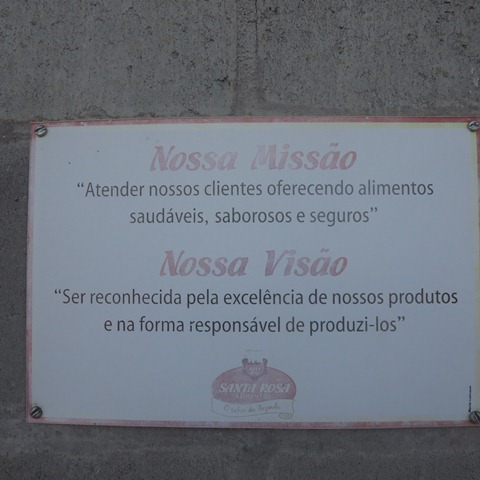 Nossa Missão
“Atender nossos clientes oferecendo alimentos
saudáveis, saborosos e seguros”
Nossa Visão
“Ser reconhecida pela excelência de nossos produtos
e na forma responsável de produzi-los”
SANTA ROSA